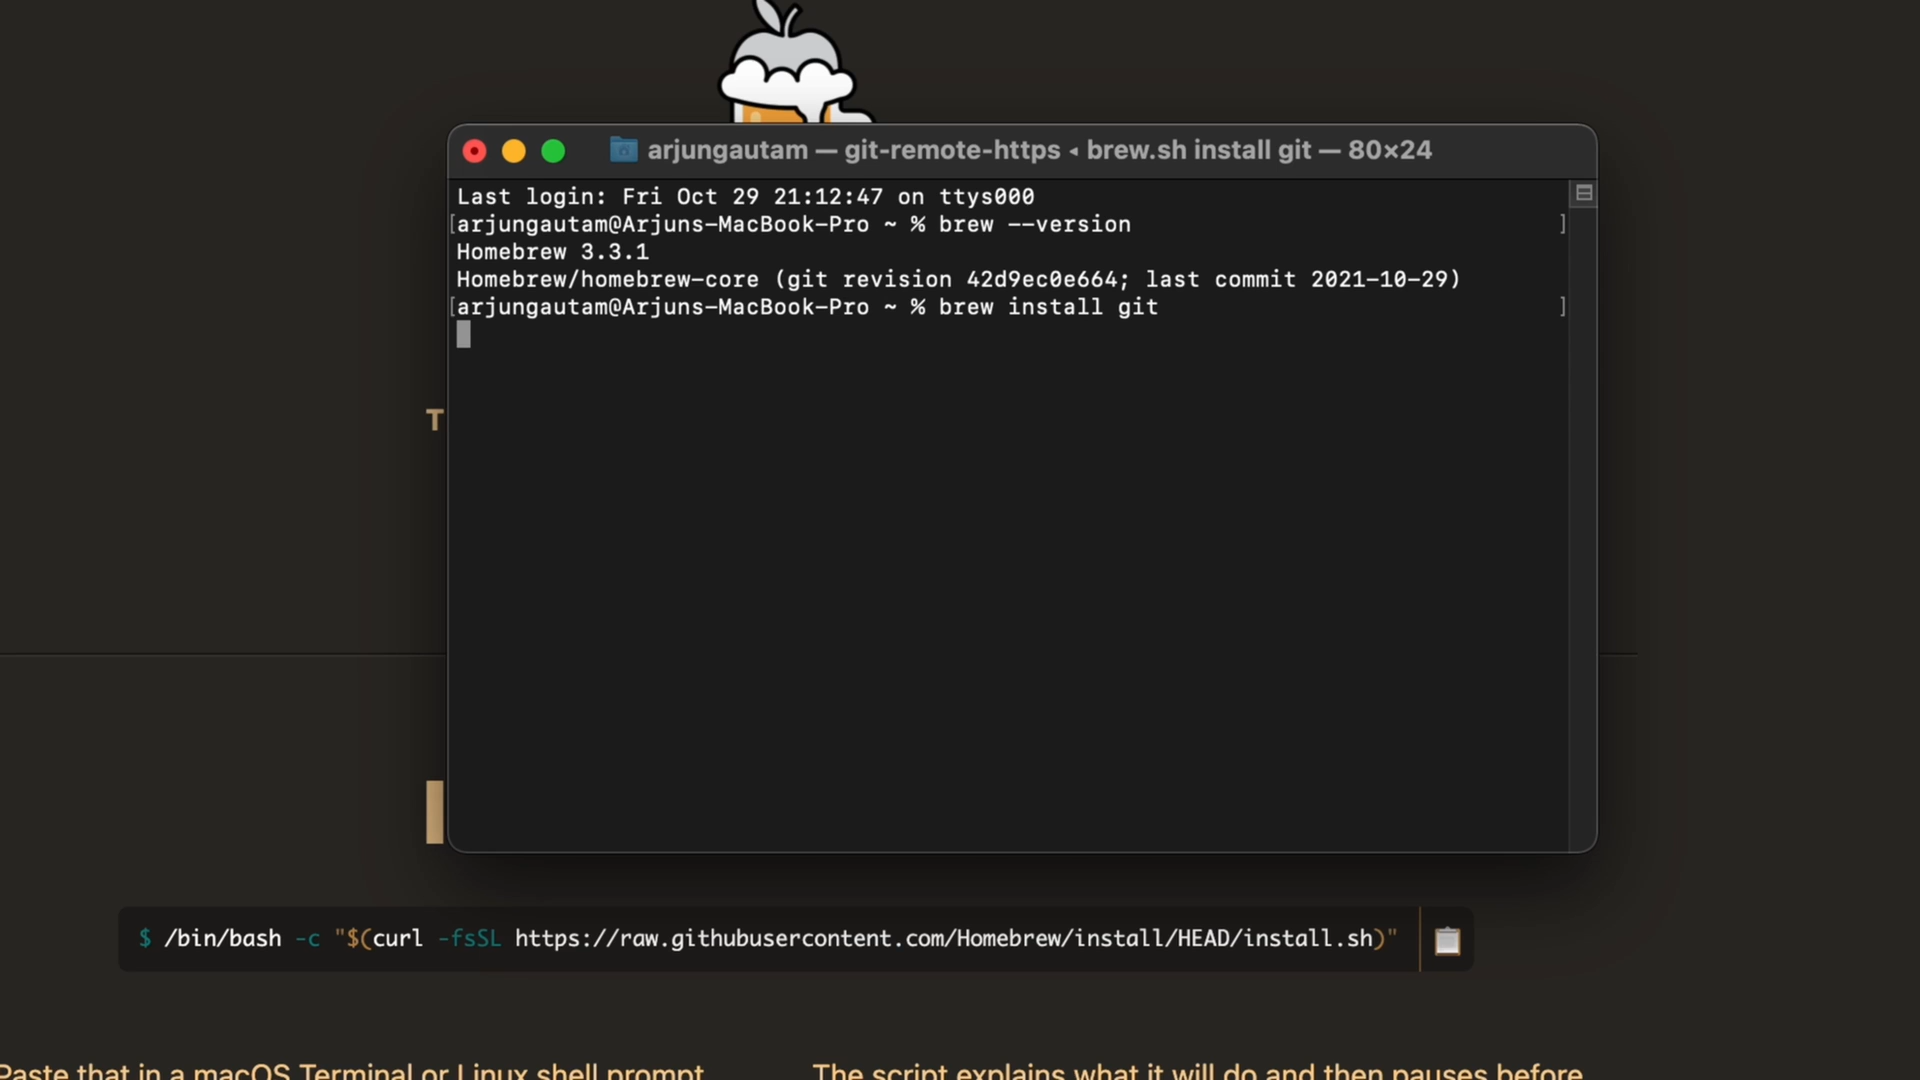 arjungautam — git-remote-https ◂ brew.sh install git — 80×24
Last login: Fri Oct 29 21:12:47 on ttys000
[arjungautam@Arjuns-MacBook-Pro ~ % brew --version ]
Homebrew 3.3.1
Homebrew/homebrew-core (git revision 42d9ec0e664; last commit 2021-10-29)
[arjungautam@Arjuns-MacBook-Pro ~ % brew install git ]
T
$ /bin/bash -c "$(curl -fsSL https://raw.githubusercontent.com/Homebrew/install/HEAD/install.sh)"
Paste that in a macOS Terminal or Linux shell prompt
The script explains what it will do and then pauses before